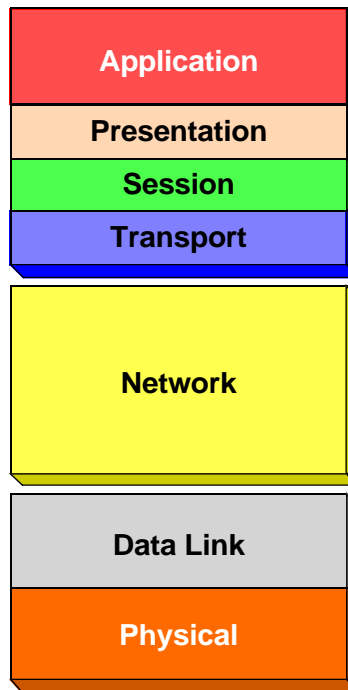 Application
Presentation
Session
Transport
Network
Data Link
Physical